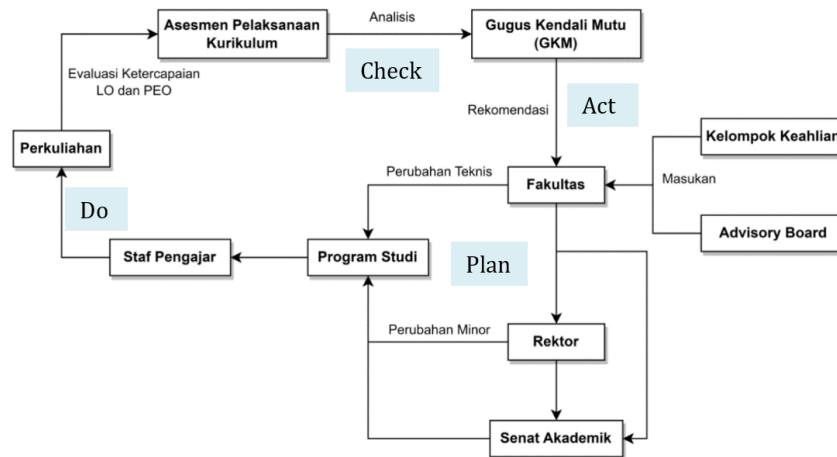 Asesmen Pelaksanaan
Kurikulum
Analisis
Gugus Kendali Mutu
(GKM)
Check
Evaluasi Ketercapaian
LO dan PEO
Rekomendasi
Act
Perkuliahan
Kelompok Keahlian
Perubahan Teknis
Fakultas
Masukan
Do
Advisory Board
Staf Pengajar
Program Studi
Plan
Perubahan Minor
Rektor
Senat Akademik